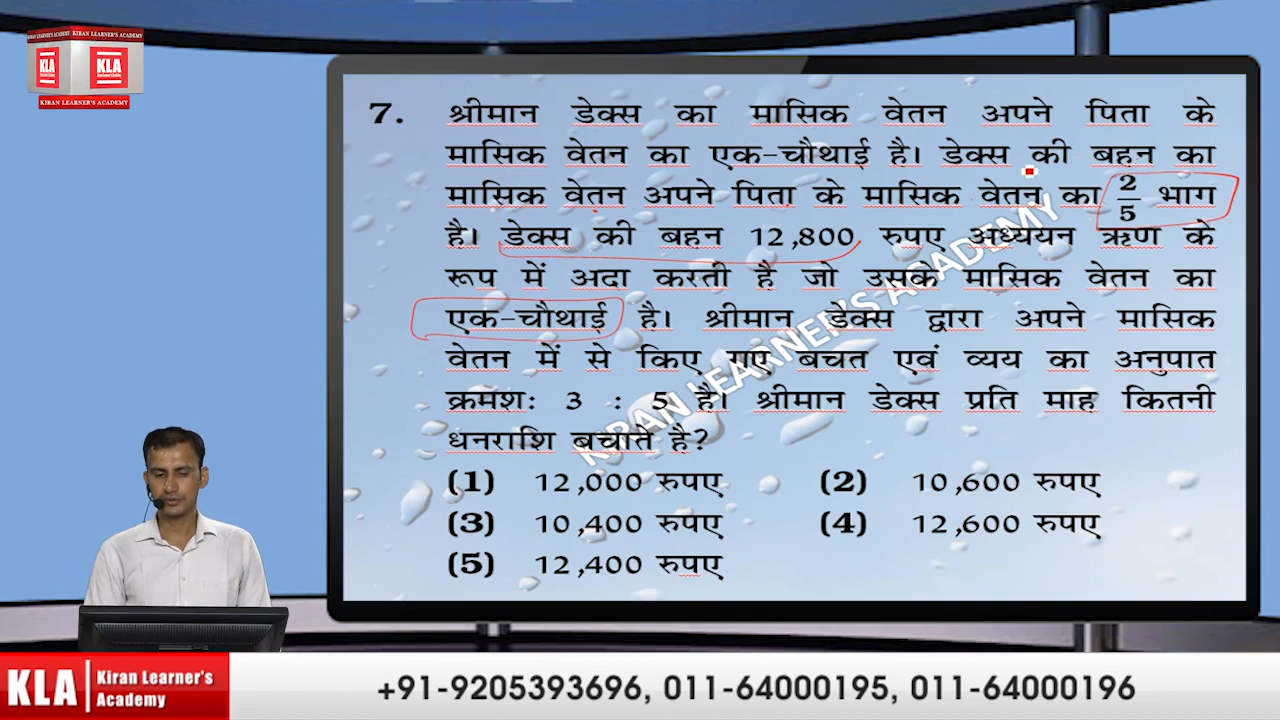 KIRAN LEARNER'S ACADEMY KIRAN LEARNER'S ACADEMY
KLA KLA
KIRAN LEARNER'S ACADEMY
7. श्रीमान डेक्स का मासिक वेतन अपने पिता के
मासिक वेतन का एक-चौथाई है। डेक्स की बहन का
मासिक वेतन अपने पिता के मासिक वेतन का 2/5 भाग
है। डेक्स की बहन 12,800 रुपए अध्ययन ऋण के
रूप में अदा करती है जो उसके मासिक वेतन का
एक-चौथाई है। श्रीमान डेक्स द्वारा अपने मासिक
वेतन में से किए गए बचत एवं व्यय का अनुपात
क्रमशः 3 : 5 है। श्रीमान डेक्स प्रति माह कितनी
धनराशि बचाते है?
(1) 12,000 रुपए (2) 10,600 रुपए
(3) 10,400 रुपए (4) 12,600 रुपए
(5) 12,400 रुपए
KIRAN LEARNER'S ACADEMY
KLA Kiran Learner's
Academy
+91-9205393696, 011-64000195, 011-64000196